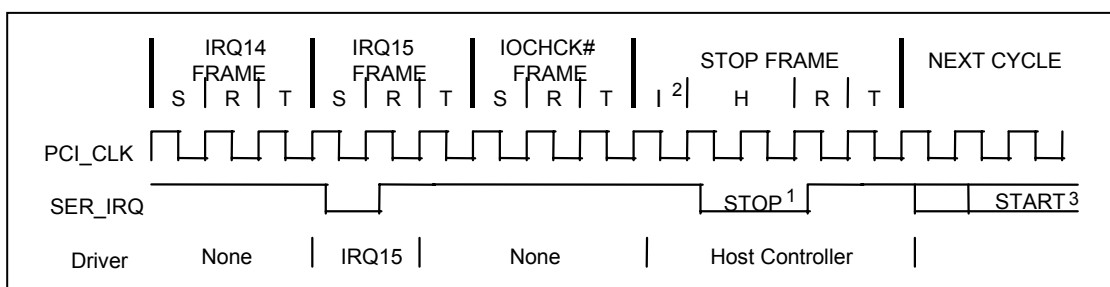 IRQ14 FRAME
IRQ15 FRAME
IOCHCK# FRAME
STOP FRAME
NEXT CYCLE
S R T S R T S R T I 2 H R T
PCI_CLK
SER_IRQ STOP 1 START 3
Driver None IRQ15 None Host Controller